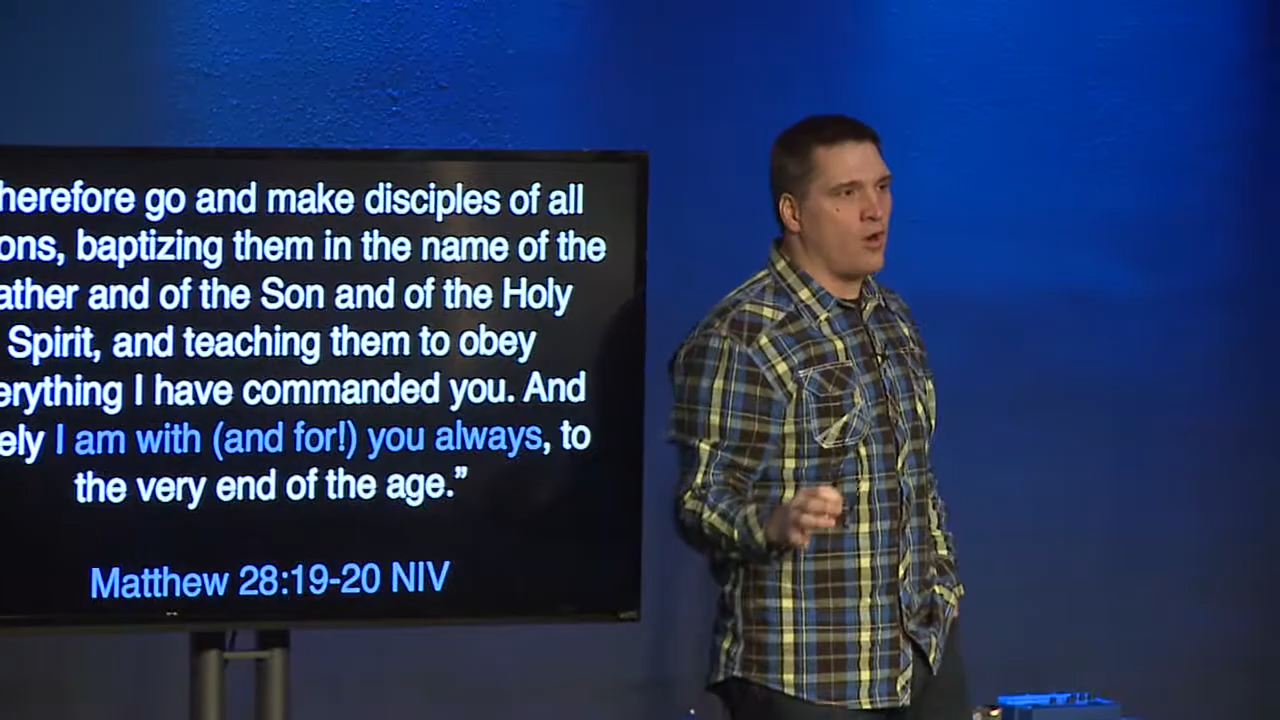 herefore go and make disciples of all
ons, baptizing them in the name of the
ather and of the Son and of the Holy
Spirit, and teaching them to obey
erything I have commanded you. And
ely I am with (and for!) you always, to
the very end of the age.”
Matthew 28:19-20 NIV